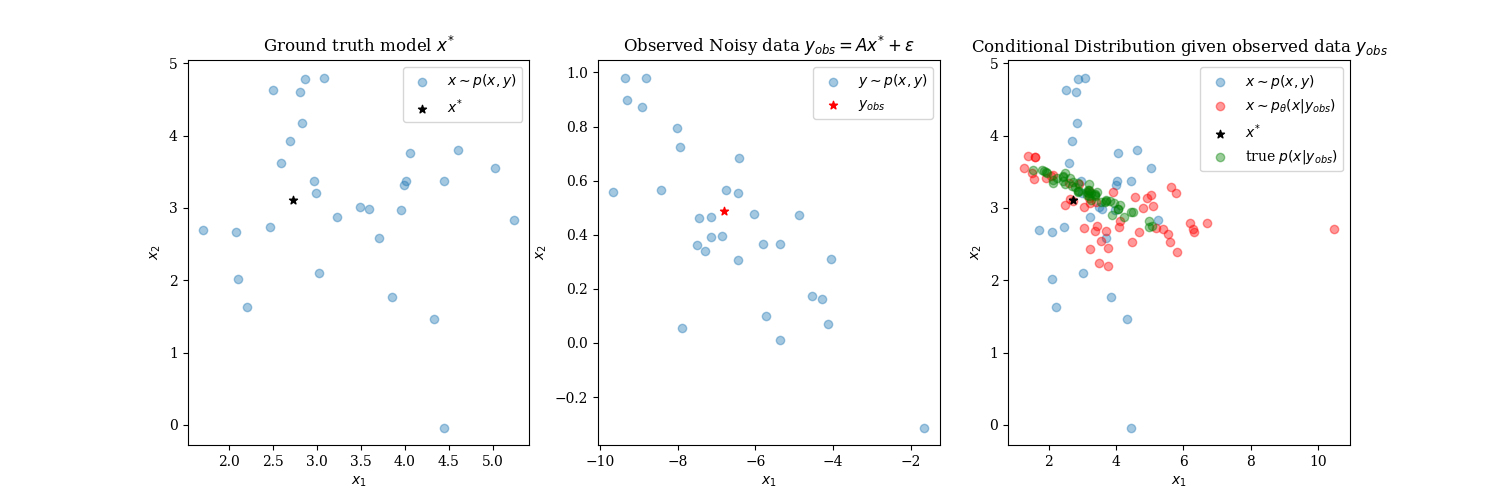 Ground truth model x*
x ~ p(x, y)
x*
5
4
3
2
1
0
x₂
2.0 2.5 3.0 3.5 4.0 4.5 5.0
x₁
Observed Noisy data y_obs = Ax* + ε
y ~ p(x, y)
y_obs
1.0
0.8
0.6
0.4
0.2
0.0
−0.2
x₂
−10 −8 −6 −4 −2
x₁
Conditional Distribution given observed data y_obs
x ~ p(x, y)
x ~ p_θ(x|y_obs)
x*
true p(x|y_obs)
5
4
3
2
1
0
x₂
2 4 6 8 10
x₁